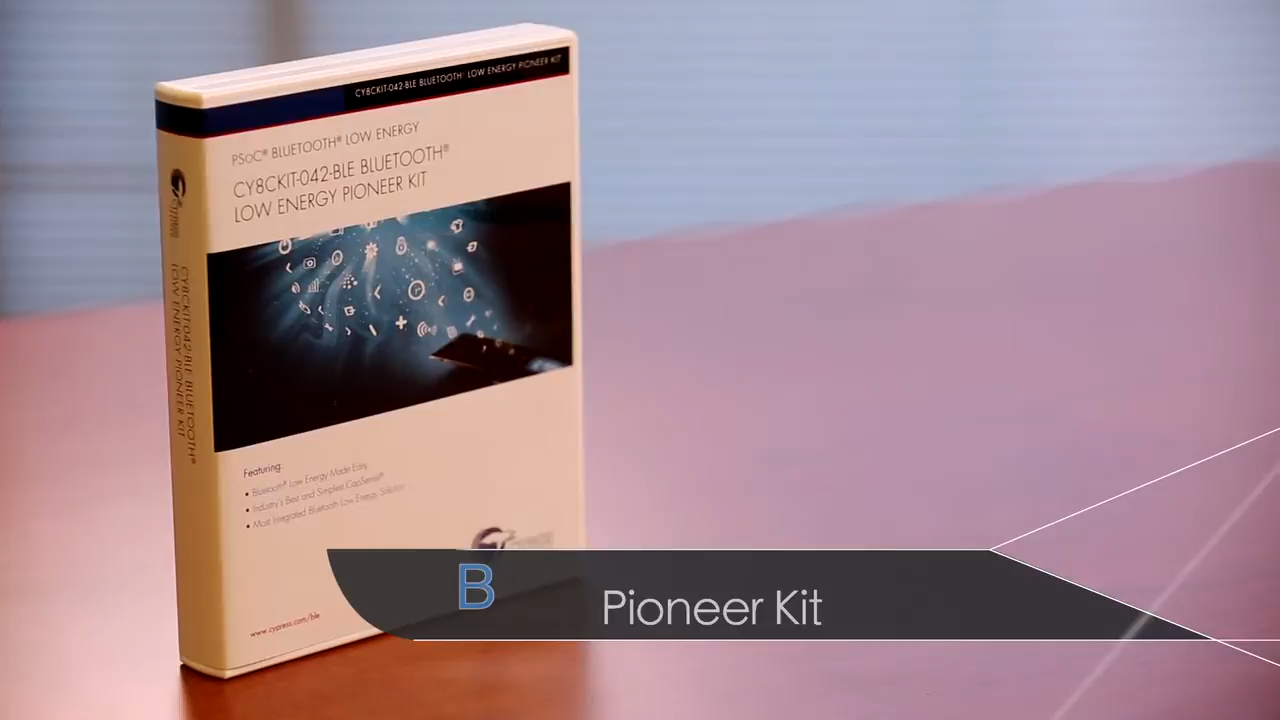 CY8CKIT-042-BLE BLUETOOTH® LOW ENERGY PIONEER KIT
PSoC® BLUETOOTH® LOW ENERGY
CY8CKIT-042-BLE BLUETOOTH®
LOW ENERGY PIONEER KIT
CYPRESS
CY8CKIT-042-BLE BLUETOOTH®
LOW ENERGY PIONEER KIT
Featuring:
• Bluetooth® Low Energy Made Easy
• Industry's Best and Simplest CapSense®
• Most Integrated Bluetooth Low Energy Solution
www.cypress.com/ble
B
Pioneer Kit